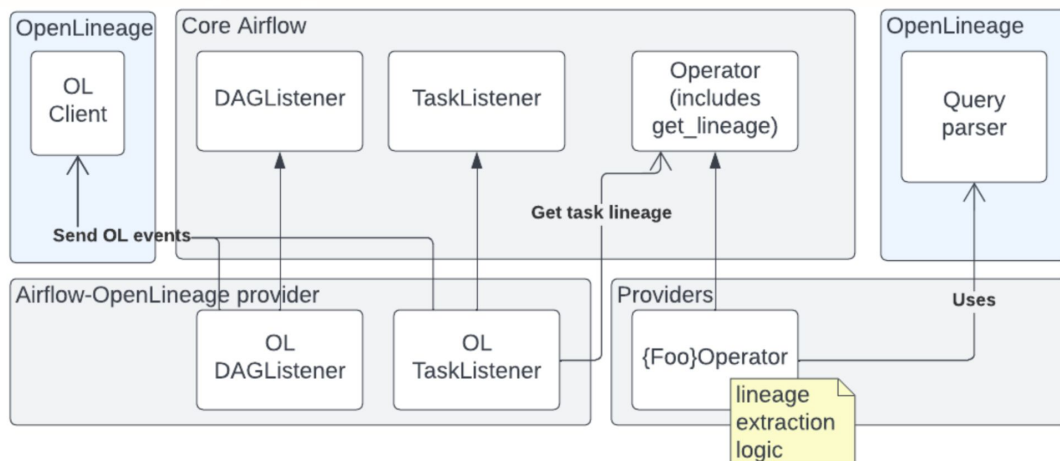 OpenLineage
Core Airflow
OpenLineage
OL
Client
DAGListener
TaskListener
Operator
(includes
get_lineage)
Query
parser
Get task lineage
Send OL events
Airflow-OpenLineage provider
Providers
Uses
OL
DAGListener
OL
TaskListener
{Foo}Operator
lineage
extraction
logic